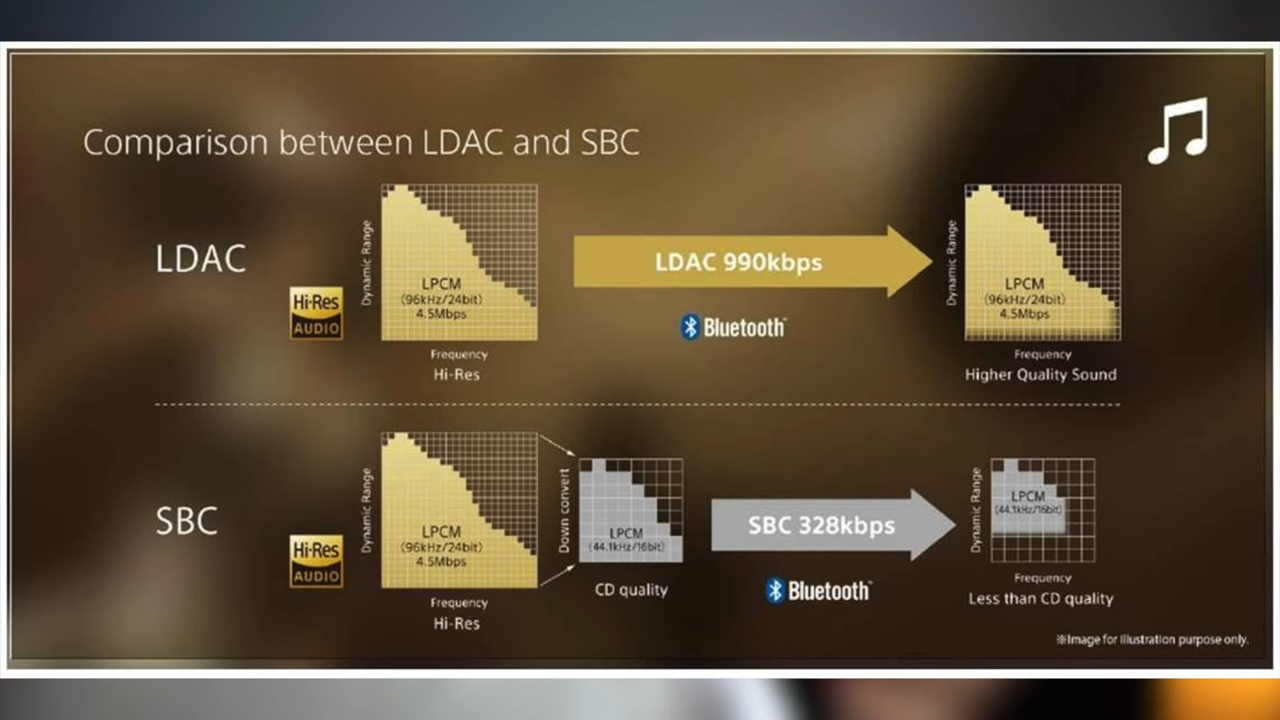 Comparison between LDAC and SBC
LDAC
Hi-Res
AUDIO
Dynamic Range
LPCM
(96kHz/24bit)
4.5Mbps
Frequency
Hi-Res
LDAC 990kbps
Bluetooth™
Dynamic Range
LPCM
(96kHz/24bit)
4.5Mbps
Frequency
Higher Quality Sound
SBC
Hi-Res
AUDIO
Dynamic Range
LPCM
(96kHz/24bit)
4.5Mbps
Frequency
Hi-Res
Down convert
LPCM
(44.1kHz/16bit)
CD quality
SBC 328kbps
Bluetooth™
Dynamic Range
LPCM
(44.1kHz/16bit)
Frequency
Less than CD quality
※Image for illustration purpose only.